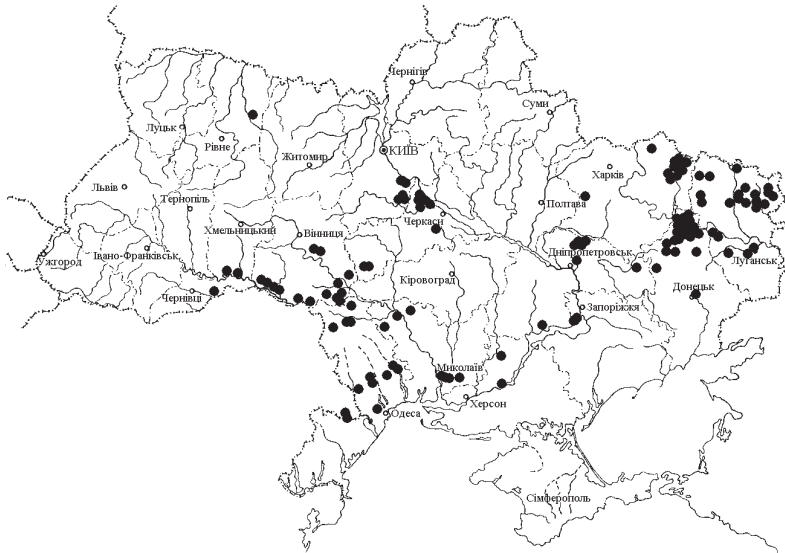 Чернігів
Суми
Луцьк
Рівне
КИЇВ
Житомир
Харків
Львів
Тернопіль
Полтава
Черкаси
Хмельницький
Вінниця
Ужгород
Івано-Франківськ
Дніпропетровськ
Луганськ
Кіровоград
Донецьк
Чернівці
Запоріжжя
Миколаїв
Херсон
Одеса
Сімферополь